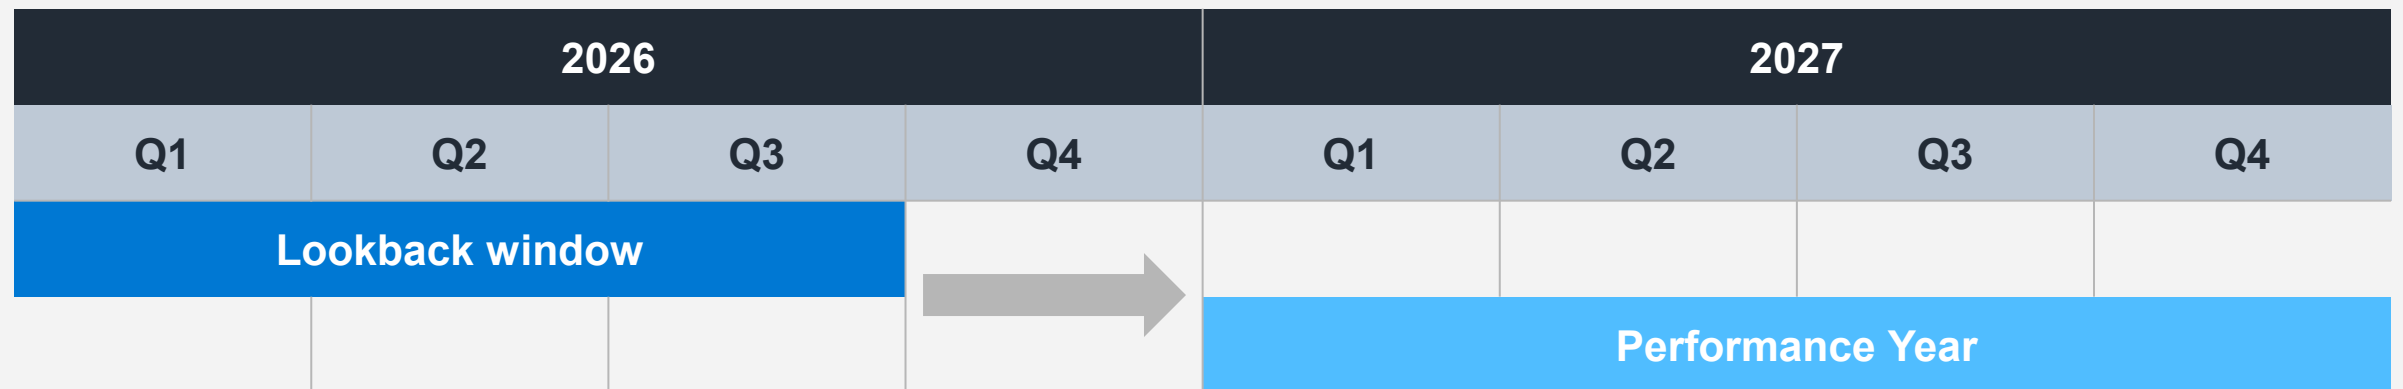 2026 2027
Q1 Q2 Q3 Q4 Q1 Q2 Q3 Q4
Lookback window
Performance Year